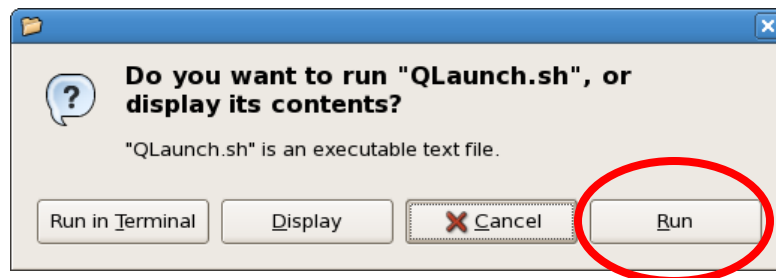 Do you want to run "QLaunch.sh", or
display its contents?
"QLaunch.sh" is an executable text file.
Run in Terminal Display Cancel Run